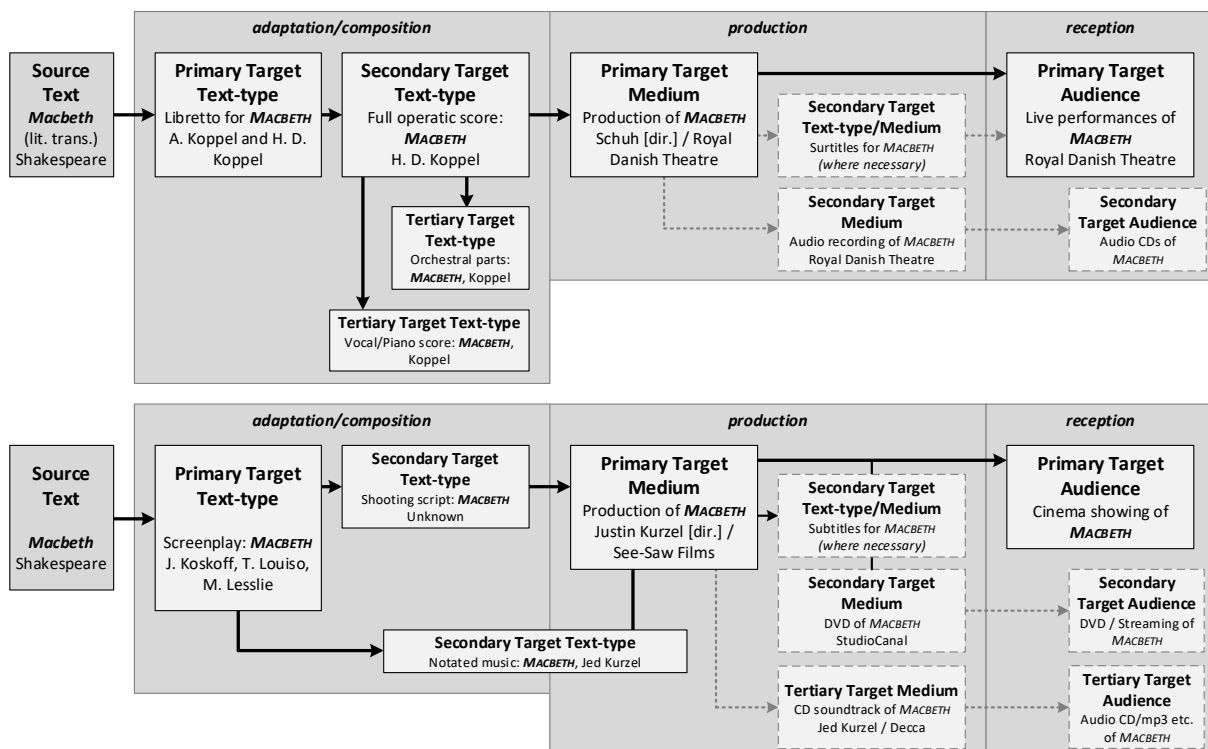 adaptation/composition
production
reception
Source
Text
Macbeth
(lit. trans.)
Shakespeare
Primary Target
Text-type
Libretto for MACBETH
A. Koppel and H. D.
Koppel
Secondary Target
Text-type
Full operatic score:
MACBETH
H. D. Koppel
Tertiary Target
Text-type
Orchestral parts:
MACBETH, Koppel
Tertiary Target Text-type
Vocal/Piano score: MACBETH,
Koppel
Primary Target
Medium
Production of MACBETH
Schuh [dir.] / Royal
Danish Theatre
Secondary Target
Text-type/Medium
Surtitles for MACBETH
(where necessary)
Secondary Target
Medium
Audio recording of MACBETH
Royal Danish Theatre
Primary Target
Audience
Live performances of
MACBETH
Royal Danish Theatre
Secondary
Target Audience
Audio CDs of
MACBETH
adaptation/composition
production
reception
Source
Text
Macbeth
Shakespeare
Primary Target
Text-type
Screenplay: MACBETH
J. Koskoff, T. Louiso,
M. Lesslie
Secondary Target
Text-type
Shooting script: MACBETH
Unknown
Secondary Target Text-type
Notated music: MACBETH, Jed Kurzel
Primary Target
Medium
Production of MACBETH
Justin Kurzel [dir.] /
See-Saw Films
Secondary Target
Text-type/Medium
Subtitles for MACBETH
(where necessary)
Secondary Target
Medium
DVD of MACBETH
StudioCanal
Tertiary Target Medium
CD soundtrack of MACBETH
Jed Kurzel / Decca
Primary Target
Audience
Cinema showing of
MACBETH
Secondary
Target Audience
DVD / Streaming of
MACBETH
Tertiary Target
Audience
Audio CD/mp3 etc.
of MACBETH